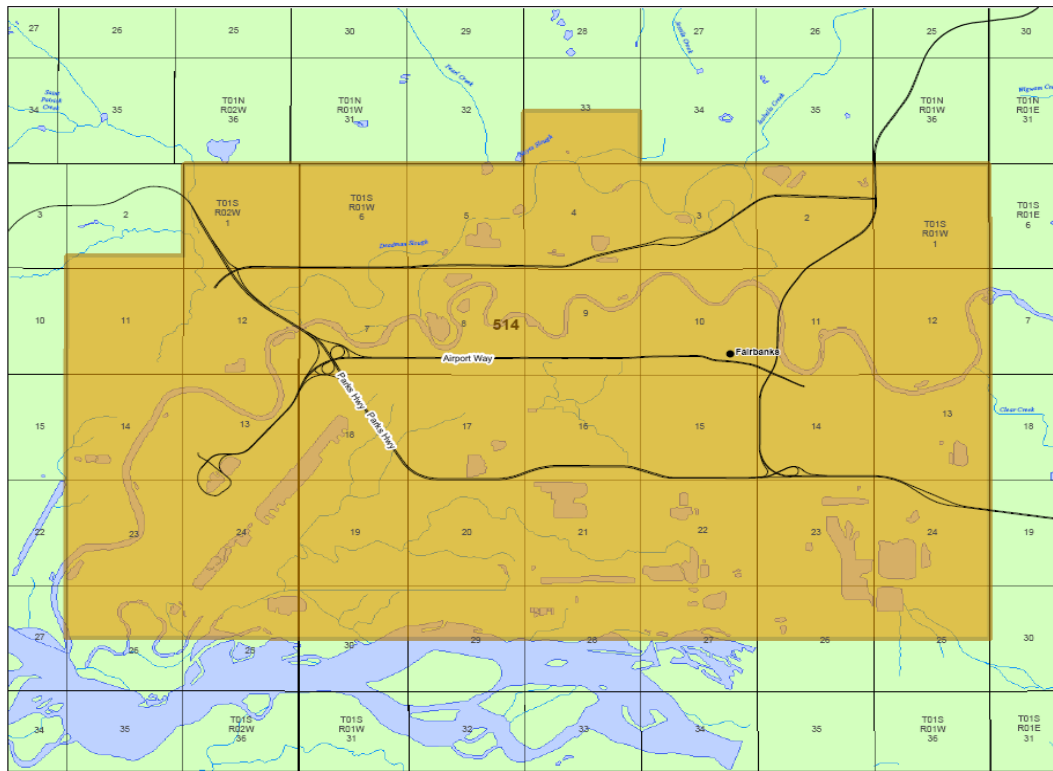 27
26
25
30
29
28
27
26
25
30
Pearl Creek
Isabella Creek
Sheep Creek
34
35
T01N
R02W
36
T01N
R01W
31
32
33
34
35
T01N
R01W
36
T01N
R01E
31
3
2
T01S
R02W
1
T01S
R01W
6
5
4
3
2
T01S
R01W
1
T01S
R01E
6
Deadman Slough
10
11
12
7
8
514
9
10
11
12
7
Airport Way
Fairbanks
Parks Hwy
Parks Hwy
15
14
13
18
17
16
15
14
13
18
Clear Creek
22
23
24
19
20
21
22
23
24
19
27
26
25
30
29
28
27
26
25
30
34
35
T01S
R02W
36
T01S
R01W
31
32
33
34
35
T01S
R01W
36
T01S
R01E
31